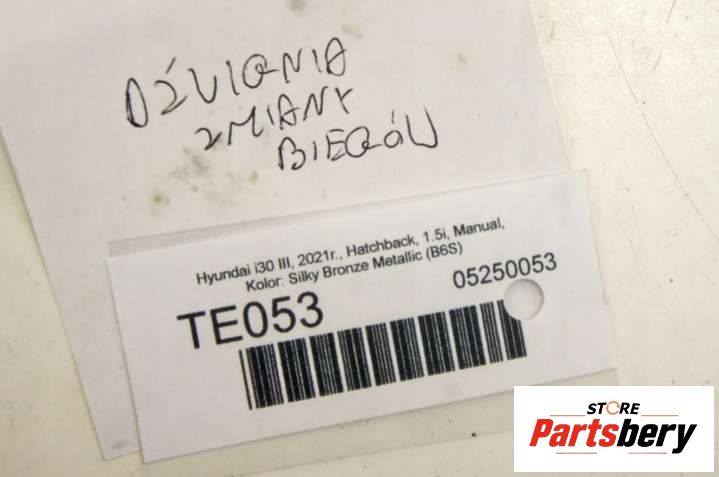 DŹWIGNIA
ZMIANY
BIEGÓW
Hyundai i30 III, 2021r., Hatchback, 1.5i, Manual,
Kolor: Silky Bronze Metallic (B6S)
TE053
05250053
STORE
Partsbery